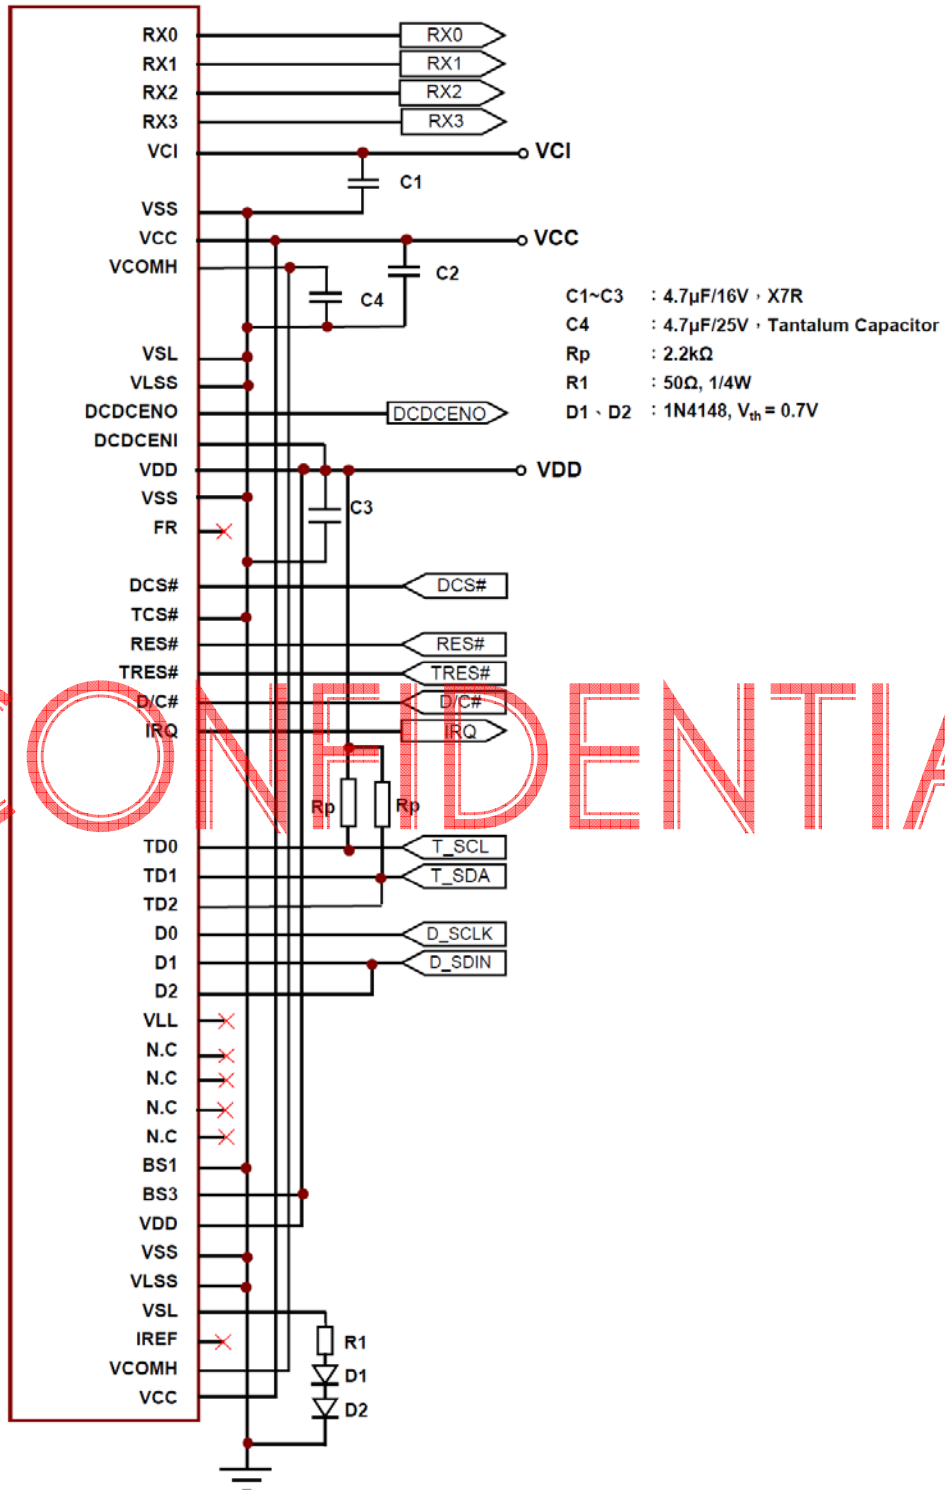 RX0 RX0
RX1 RX1
RX2 RX2
RX3 RX3
VCI VCI
C1
VSS
VCC VCC
VCOMH
C2
C4
C1~C3 : 4.7µF/16V , X7R
C4 : 4.7µF/25V , Tantalum Capacitor
VSL
Rp : 2.2kΩ
VLSS
R1 : 50Ω, 1/4W
DCDCENO DCDCENO
D1、D2 : 1N4148, Vth = 0.7V
DCDCENI
VDD VDD
VSS
C3
FR
DCS# DCS#
TCS#
RES# RES#
TRES# TRES#
D/C# D/C#
IRQ IRQ
CONFIDENTIA
Rp Rp
TD0 T_SCL
TD1 T_SDA
TD2
D0 D_SCLK
D1 D_SDIN
D2
VLL
N.C
N.C
N.C
N.C
BS1
BS3
VDD
VSS
VLSS
VSL
IREF R1
VCOMH D1
VCC D2